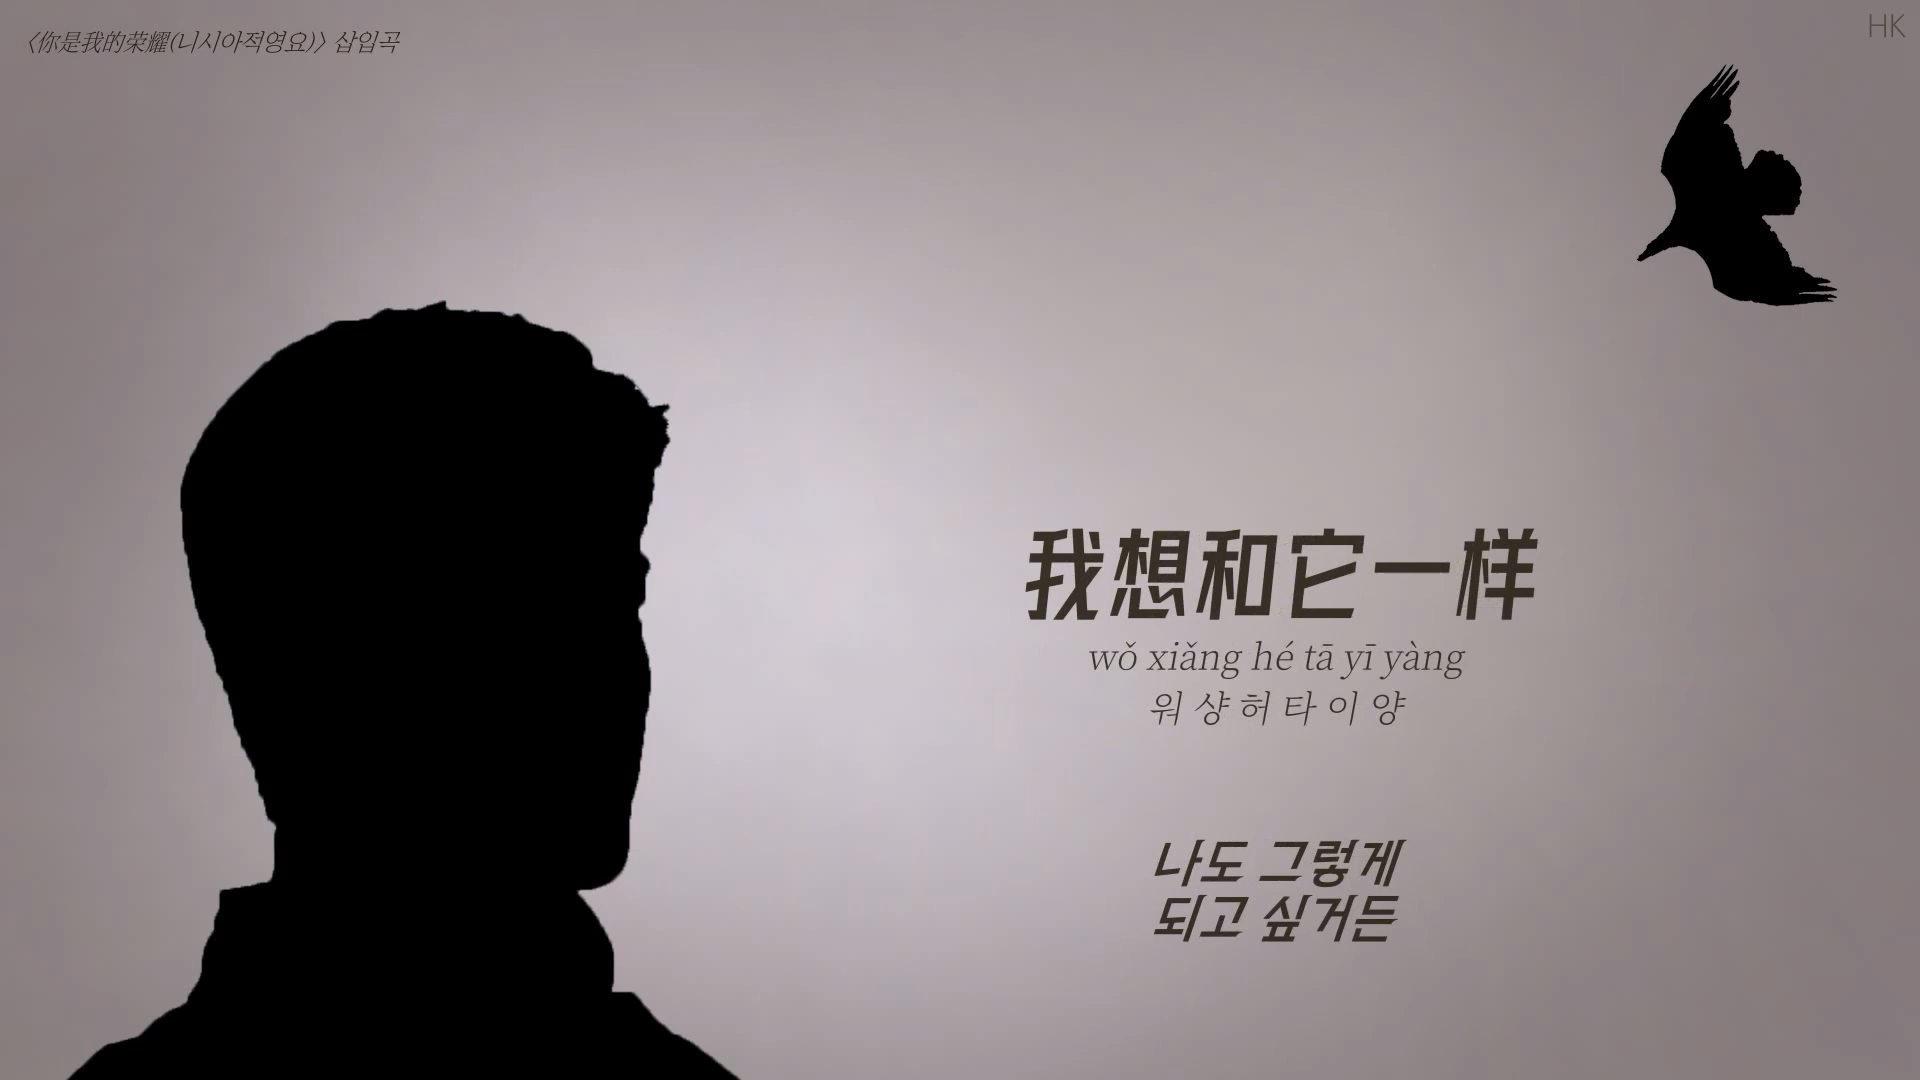 〈你是我的荣耀(니시아적영요)〉 삽입곡
HK
我想和它一样
wǒ xiǎng hé tā yī yàng
워 샹 허 타 이 양
나도 그렇게
되고 싶거든